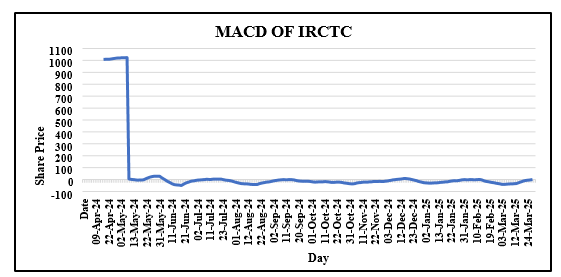 MACD OF IRCTC
1100
1000
900
800
700
600
500
400
300
200
100
0
-100
Share Price
Date
09-Apr-24
22-Apr-24
02-May-24
13-May-24
22-May-24
31-May-24
11-Jun-24
21-Jun-24
02-Jul-24
11-Jul-24
23-Jul-24
01-Aug-24
12-Aug-24
22-Aug-24
02-Sep-24
11-Sep-24
20-Sep-24
01-Oct-24
11-Oct-24
22-Oct-24
31-Oct-24
11-Nov-24
22-Nov-24
03-Dec-24
12-Dec-24
23-Dec-24
02-Jan-25
13-Jan-25
22-Jan-25
31-Jan-25
10-Feb-25
19-Feb-25
03-Mar-25
12-Mar-25
24-Mar-25
Day